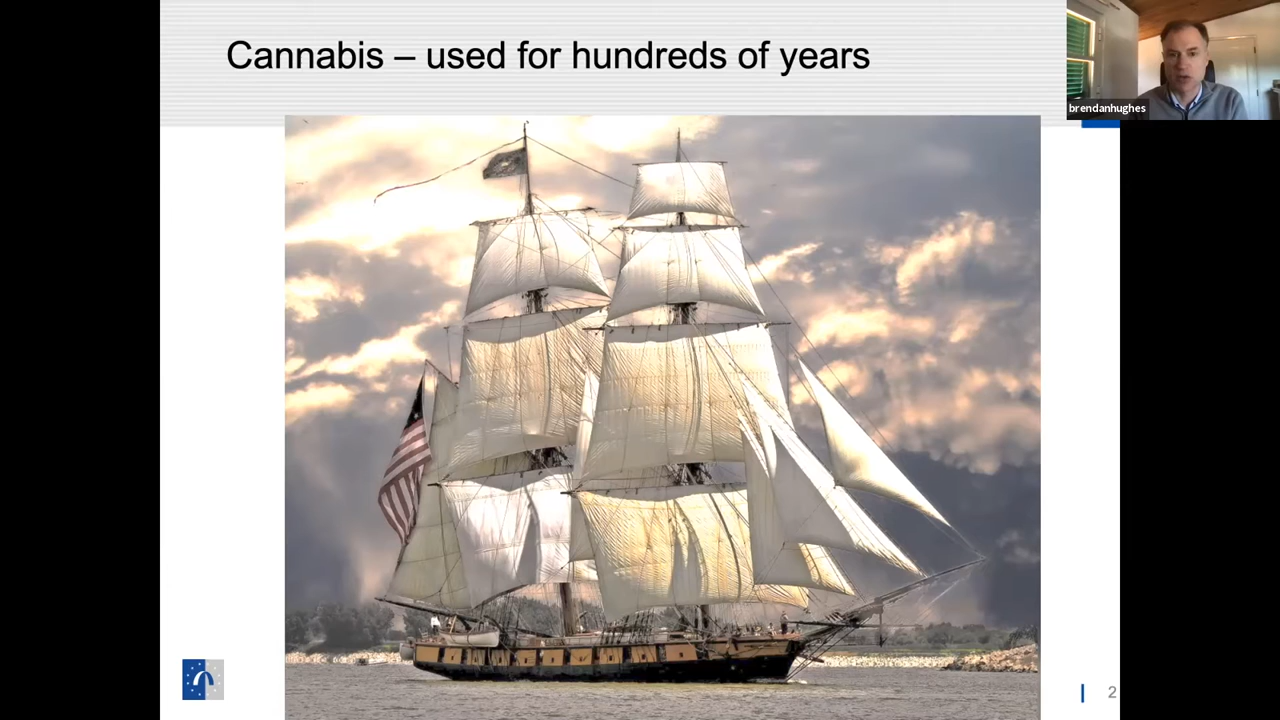 Cannabis – used for hundreds of years
brendanhughes
2